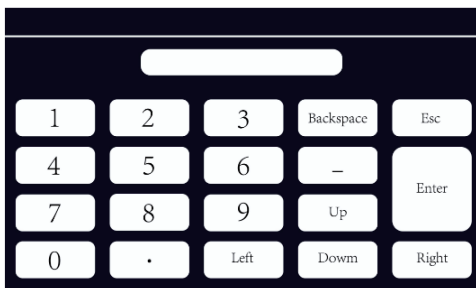 1 2 3 Backspace Esc
4 5 6 – Enter
7 8 9 Up
0 . Left Dowm Right